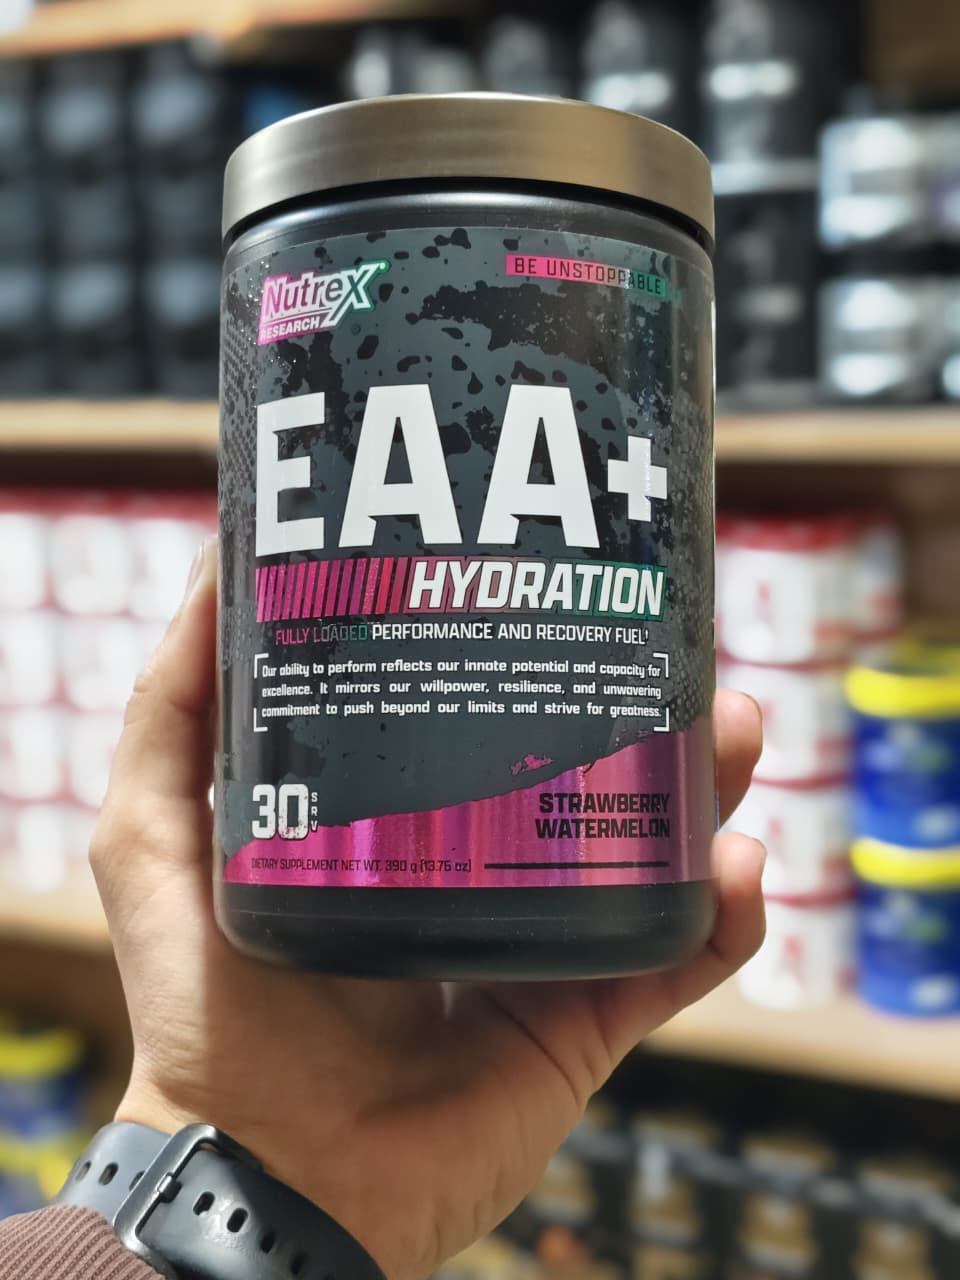 Nutrex
RESEARCH
BE UNSTOPPABLE
EAA+
HYDRATION
FULLY LOADED PERFORMANCE AND RECOVERY FUEL†
Our ability to perform reflects our innate potential and capacity for
excellence. It mirrors our willpower, resilience, and unwavering
commitment to push beyond our limits and strive for greatness.
30 SRV
STRAWBERRY
WATERMELON
DIETARY SUPPLEMENT NET WT. 390 g (13.76 oz)